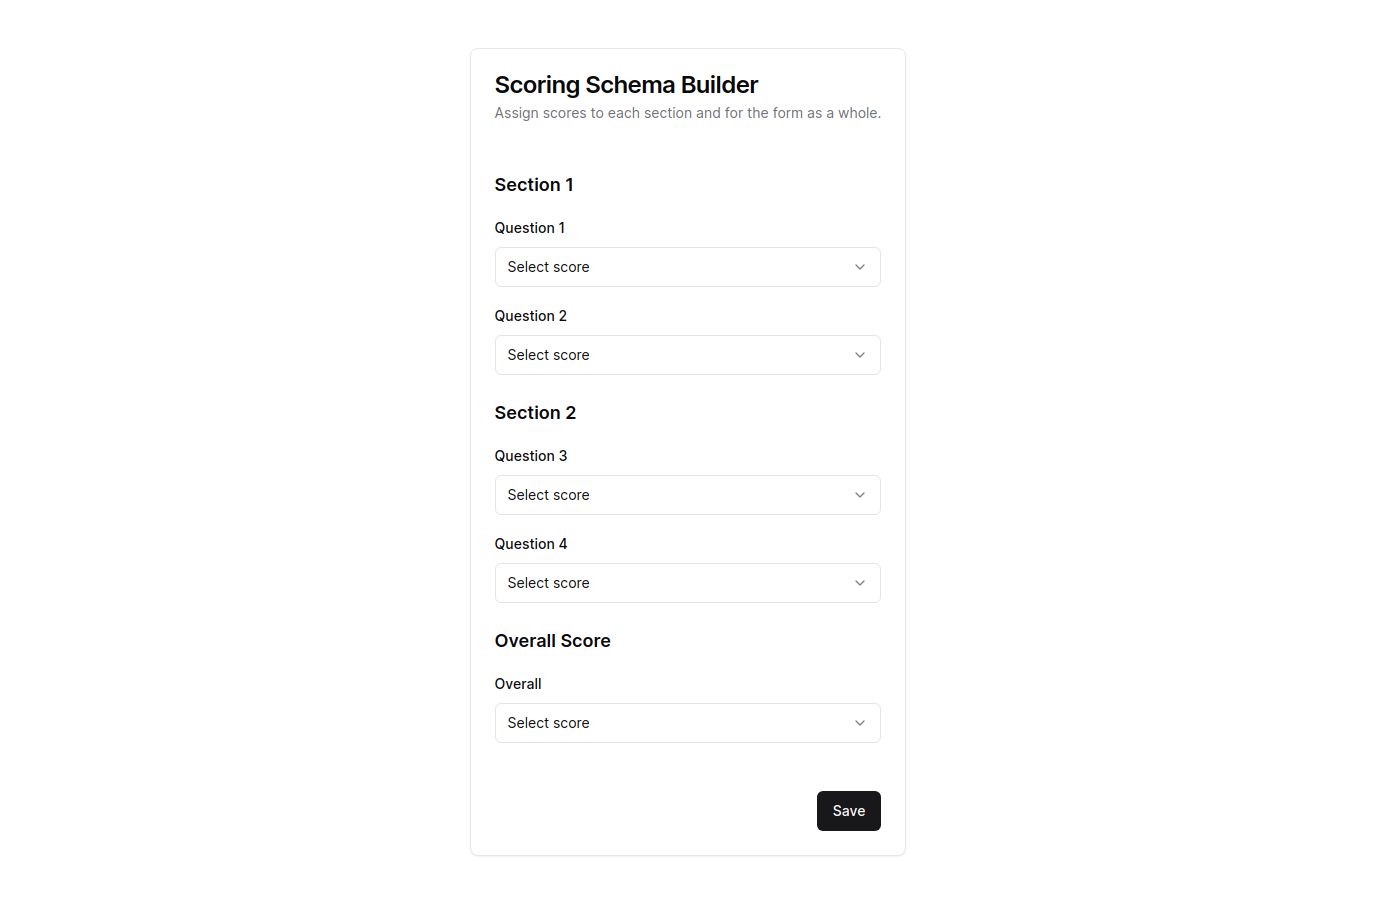 Scoring Schema Builder
Assign scores to each section and for the form as a whole.
Section 1
Question 1
Select score
Question 2
Select score
Section 2
Question 3
Select score
Question 4
Select score
Overall Score
Overall
Select score
Save